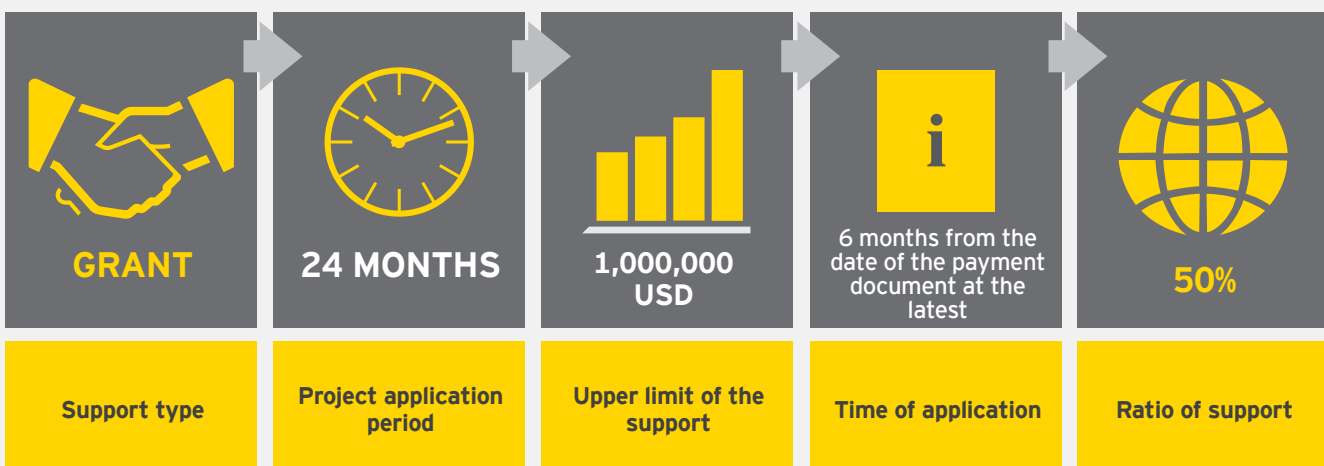 GRANT
24 MONTHS
1,000,000
USD
i
6 months from the
date of the payment
document at the
latest
50%
Support type
Project application
period
Upper limit of the
support
Time of application
Ratio of support